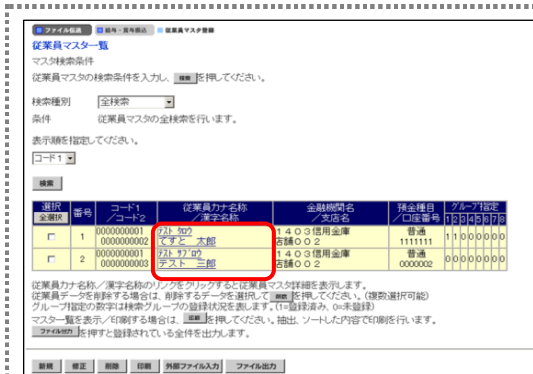 ファイル伝送 給与・賞与振込 従業員マスタ登録
従業員マスター覧
マスタ検索条件
従業員マスタの検索条件を入力し、 検索 を押してください。
検索種別 全検索
条件 従業員マスタの全検索を行います。
表示順を指定してください。
コード1
検索
選択 全選択 番号 コード1 /コード2 従業員カナ名称 /漢字名称 金融機関名 /支店名 預金種目 /口座番号 グループ指定 1 2 3 4 5 6 7 8
1 0000000001 ﾃｽﾄ ﾀﾛｳ 1403信用金庫 普通 1 1 0 0 0 0 0 0
0000000002 てすと 太郎 店舗002 1111111
2 0000000001 ﾃｽﾄ ｻﾌﾞﾛｳ 1403信用金庫 普通 0 0 0 0 0 0 0 0
0000000003 テスト 三郎 店舗002 0000002
従業員カナ名称/漢字名称のリンクをクリックすると従業員マスタ詳細を表示します。
従業員データを削除する場合は、削除するデータを選択して 削除 を押してください。(複数選択可能)
グループ指定の数字は検索グループの登録状況を表します。(1=登録済み、0=未登録)
マスター覧を表示/印刷する場合は、 印刷 を押してください。抽出、ソートした内容で印刷を行います。
ファイル出力 を押すと登録されている全件を出力します。
新規 修正 削除 印刷 外部ファイル入力 ファイル出力